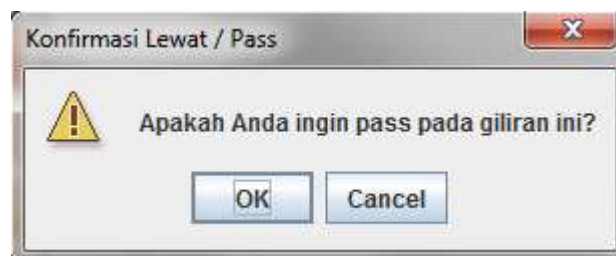 Konfirmasi Lewat / Pass
Apakah Anda ingin pass pada giliran ini?
OK
Cancel